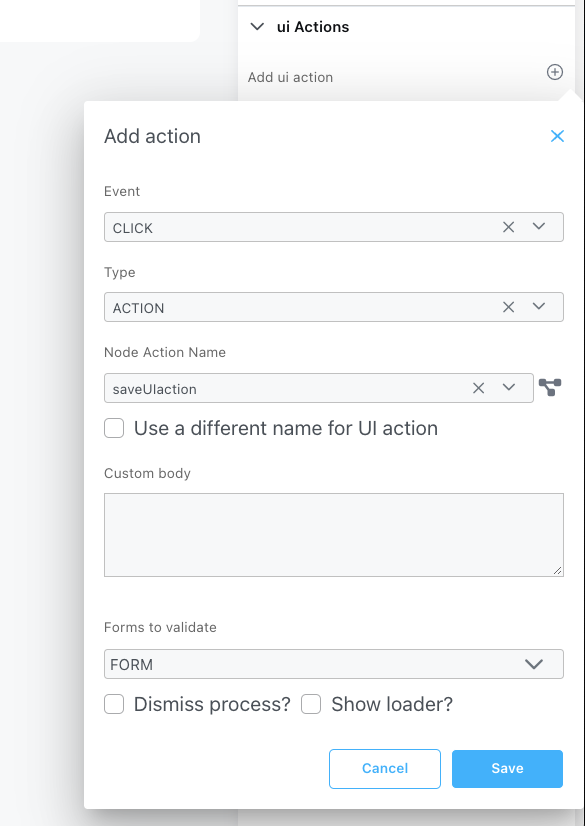 ui Actions
Add ui action
Add action
Event
CLICK
Type
ACTION
Node Action Name
saveUIaction
Use a different name for UI action
Custom body
Forms to validate
FORM
Dismiss process? Show loader?
Cancel Save